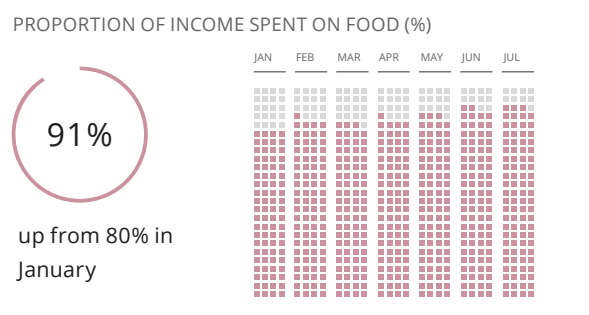 PROPORTION OF INCOME SPENT ON FOOD (%)
JAN FEB MAR APR MAY JUN JUL
91%
up from 80% in
January